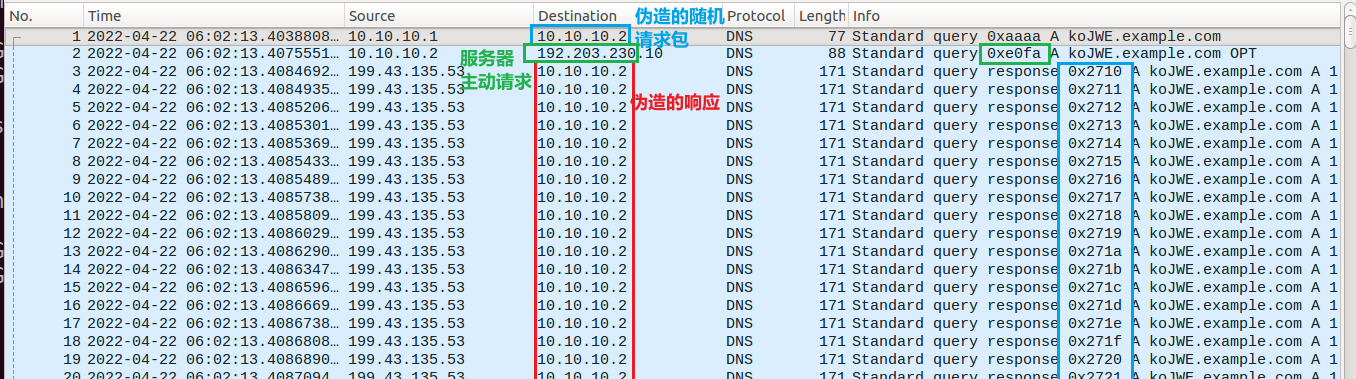 No. Time Source Destination Protocol Length Info
1 2022-04-22 06:02:13.4038808… 10.10.10.1 10.10.10.2 DNS 77 Standard query 0xaaaa A koJWE.example.com
2 2022-04-22 06:02:13.4075551… 10.10.10.2 192.203.230.10 DNS 88 Standard query 0xe0fa A koJWE.example.com OPT
3 2022-04-22 06:02:13.4084692… 199.43.135.53 10.10.10.2 DNS 171 Standard query response 0x2710 A koJWE.example.com A 1
4 2022-04-22 06:02:13.4084935… 199.43.135.53 10.10.10.2 DNS 171 Standard query response 0x2711 A koJWE.example.com A 1
5 2022-04-22 06:02:13.4085206… 199.43.135.53 10.10.10.2 DNS 171 Standard query response 0x2712 A koJWE.example.com A 1
6 2022-04-22 06:02:13.4085301… 199.43.135.53 10.10.10.2 DNS 171 Standard query response 0x2713 A koJWE.example.com A 1
7 2022-04-22 06:02:13.4085369… 199.43.135.53 10.10.10.2 DNS 171 Standard query response 0x2714 A koJWE.example.com A 1
8 2022-04-22 06:02:13.4085433… 199.43.135.53 10.10.10.2 DNS 171 Standard query response 0x2715 A koJWE.example.com A 1
9 2022-04-22 06:02:13.4085489… 199.43.135.53 10.10.10.2 DNS 171 Standard query response 0x2716 A koJWE.example.com A 1
10 2022-04-22 06:02:13.4085738… 199.43.135.53 10.10.10.2 DNS 171 Standard query response 0x2717 A koJWE.example.com A 1
11 2022-04-22 06:02:13.4085809… 199.43.135.53 10.10.10.2 DNS 171 Standard query response 0x2718 A koJWE.example.com A 1
12 2022-04-22 06:02:13.4086029… 199.43.135.53 10.10.10.2 DNS 171 Standard query response 0x2719 A koJWE.example.com A 1
13 2022-04-22 06:02:13.4086290… 199.43.135.53 10.10.10.2 DNS 171 Standard query response 0x271a A koJWE.example.com A 1
14 2022-04-22 06:02:13.4086347… 199.43.135.53 10.10.10.2 DNS 171 Standard query response 0x271b A koJWE.example.com A 1
15 2022-04-22 06:02:13.4086596… 199.43.135.53 10.10.10.2 DNS 171 Standard query response 0x271c A koJWE.example.com A 1
16 2022-04-22 06:02:13.4086669… 199.43.135.53 10.10.10.2 DNS 171 Standard query response 0x271d A koJWE.example.com A 1
17 2022-04-22 06:02:13.4086738… 199.43.135.53 10.10.10.2 DNS 171 Standard query response 0x271e A koJWE.example.com A 1
18 2022-04-22 06:02:13.4086808… 199.43.135.53 10.10.10.2 DNS 171 Standard query response 0x271f A koJWE.example.com A 1
19 2022-04-22 06:02:13.4086890… 199.43.135.53 10.10.10.2 DNS 171 Standard query response 0x2720 A koJWE.example.com A 1
20 2022-04-22 06:02:13.4087094… 199.43.135.53 10.10.10.2 DNS 171 Standard query response 0x2721 A koJWE.example.com A 1
伪造的随机
请求包
服务器
主动请求
伪造的响应